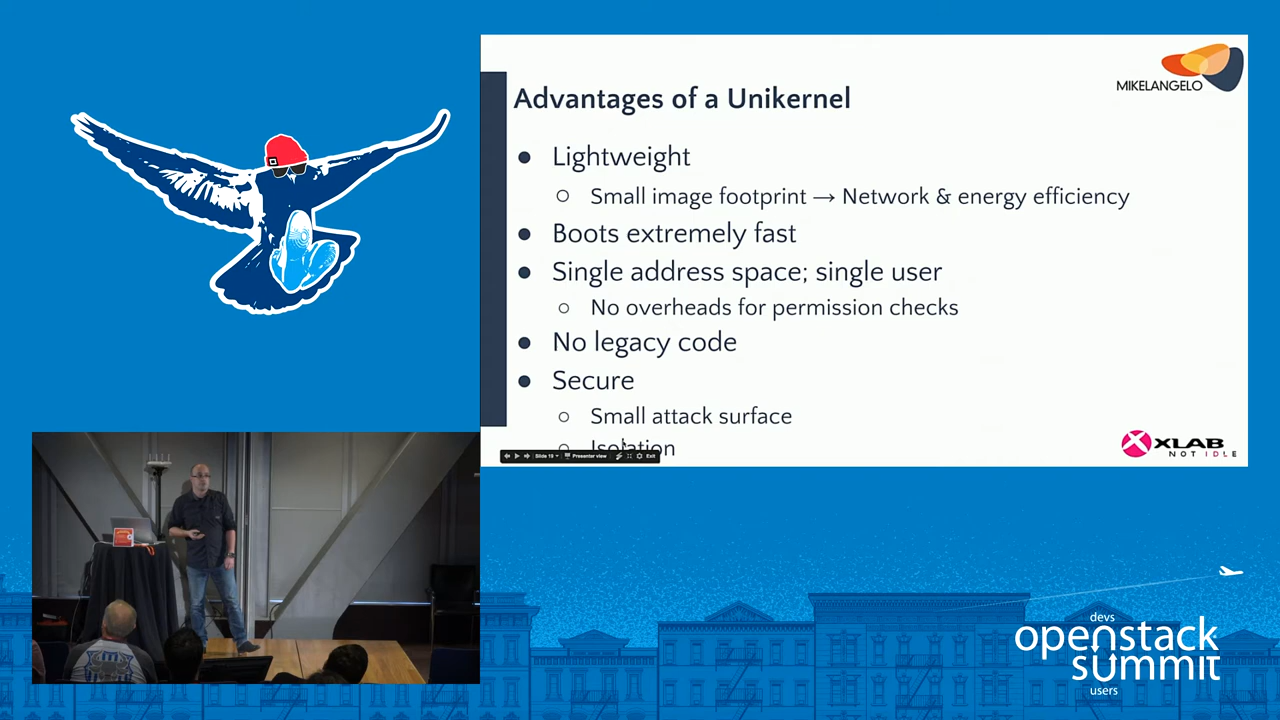 MIKELANGELO
Advantages of a Unikernel
● Lightweight
○ Small image footprint → Network & energy efficiency
● Boots extremely fast
● Single address space; single user
○ No overheads for permission checks
● No legacy code
● Secure
○ Small attack surface
○ Isolation
Slide 19 Presenter view Exit
XLAB
NOT IDLE
devs
openstack
summit
users